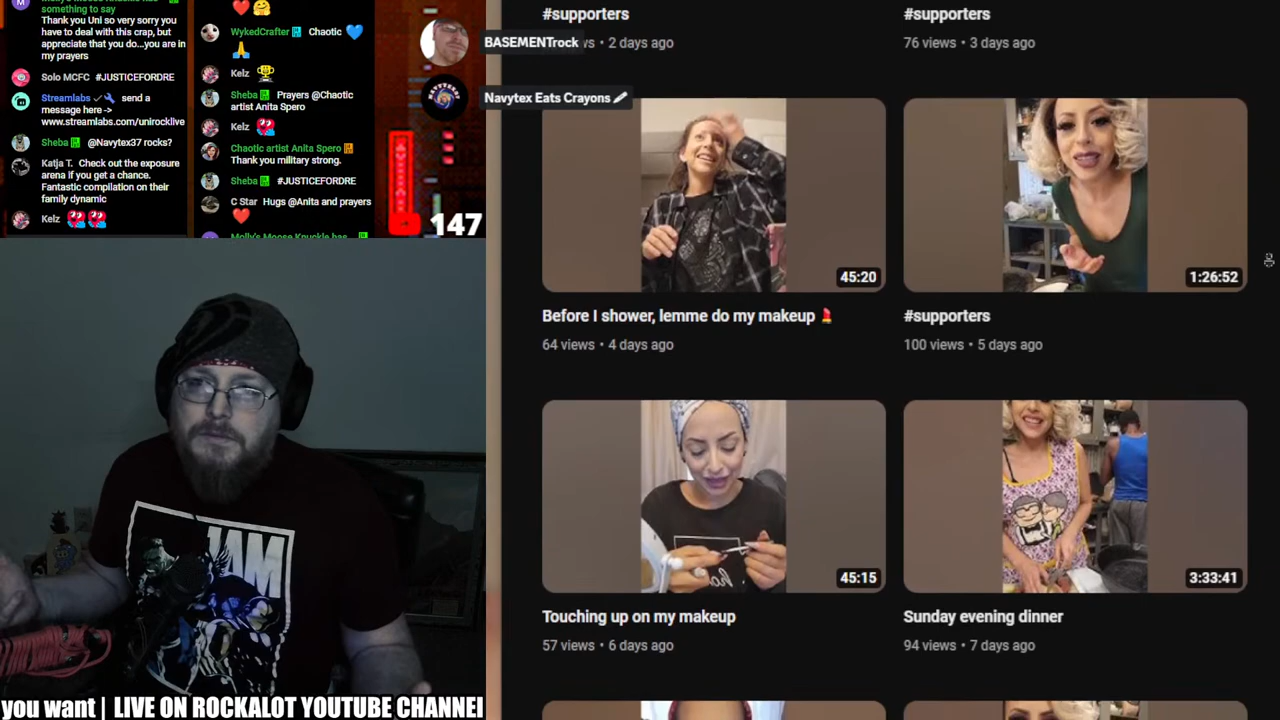 something to say
Thank you Uni so very sorry you
have to deal with this crap, but
appreciate that you do...you are in
my prayers
Solo MCFC #JUSTICEFORDRE
Streamlabs send a
message here ->
www.streamlabs.com/unirocklive
Sheba @Navytex37 rocks?
Katja T. Check out the exposure
arena if you get a chance.
Fantastic compilation on their
family dynamic
Kelz
WykedCrafter Chaotic
Kelz
Sheba Prayers @Chaotic
artist Anita Spero
Kelz
Chaotic artist Anita Spero
Thank you military strong.
Sheba #JUSTICEFORDRE
C Star Hugs @Anita and prayers
Molly's Moose Knuckle has
147
BASEMENTrock
Navytex Eats Crayons
#supporters
2 days ago
#supporters
76 views • 3 days ago
45:20
Before I shower, lemme do my makeup
64 views • 4 days ago
1:26:52
#supporters
100 views • 5 days ago
45:15
Touching up on my makeup
57 views • 6 days ago
3:33:41
Sunday evening dinner
94 views • 7 days ago
JAM
you want | LIVE ON ROCKALOT YOUTUBE CHANNEL